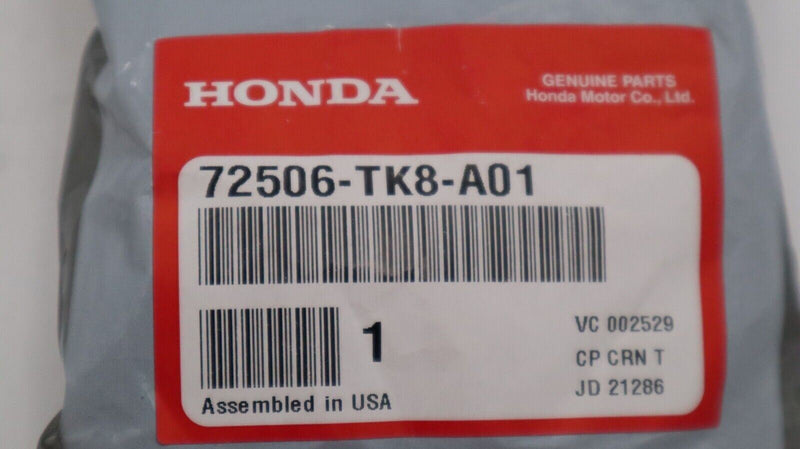 HONDA
GENUINE PARTS
Honda Motor Co., Ltd.
72506-TK8-A01
1
VC 002529
CP CRN T
JD 21286
Assembled in USA